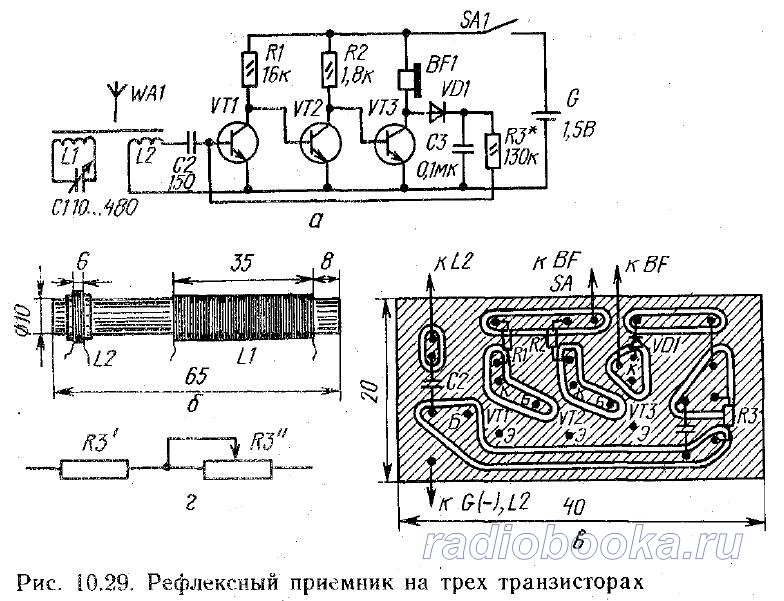 SA1
R1
16к
R2
1,8к
BF1
VD1
WA1
VT1
VT2
VT3
G
1,5В
L1
L2
C2
150
C3
0,1мк
R3*
130к
C1 10...480
а
6
35
8
ø10
L2
L1
65
б
R3'
R3"
г
к L2
к BF
SA
к BF
20
C2
R1
R2
VD1
К
К
К
Б
Б
Б
VT1
VT2
VT3
Э
Э
Э
R3
к G(-), L2
40
в
radiobooka.ru
Рис. 10.29. Рефлексный приемник на трех транзисторах